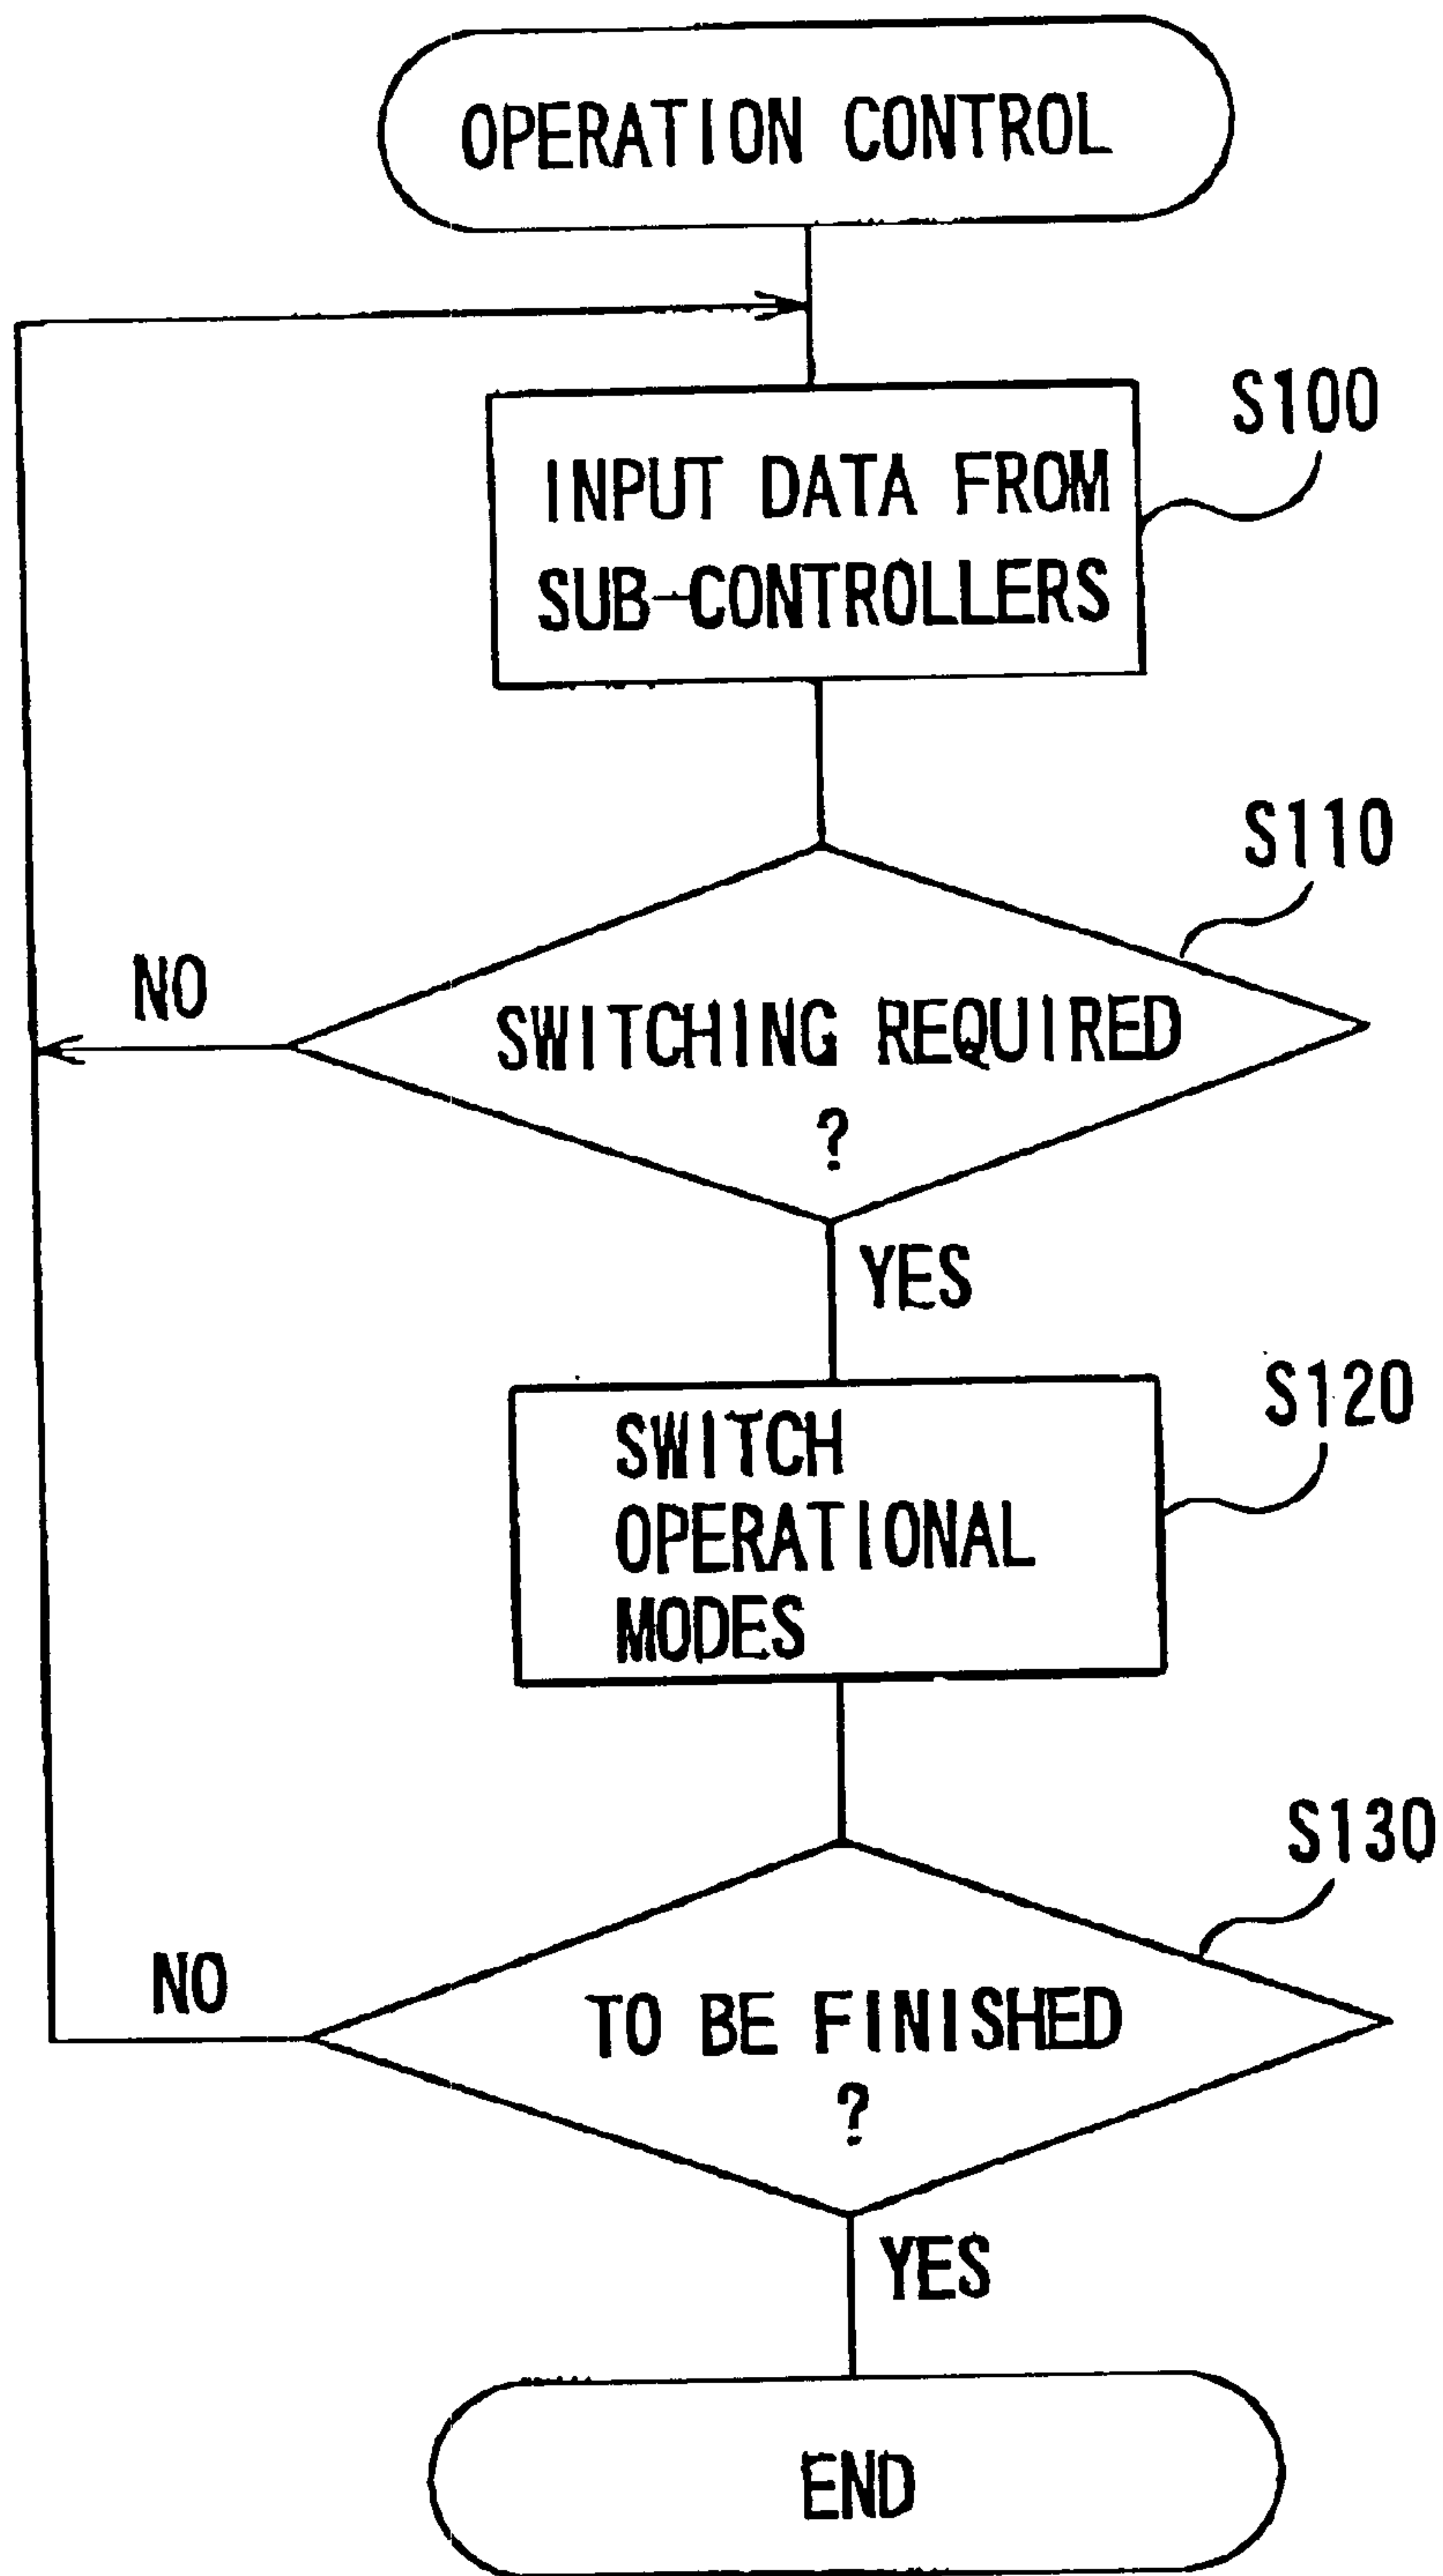 OPERATION CONTROL
S100
INPUT DATA FROM
SUB-CONTROLLERS
S110
NO
SWITCHING REQUIRED
?
YES
S120
SWITCH
OPERATIONAL
MODES
S130
NO
TO BE FINISHED
?
YES
END